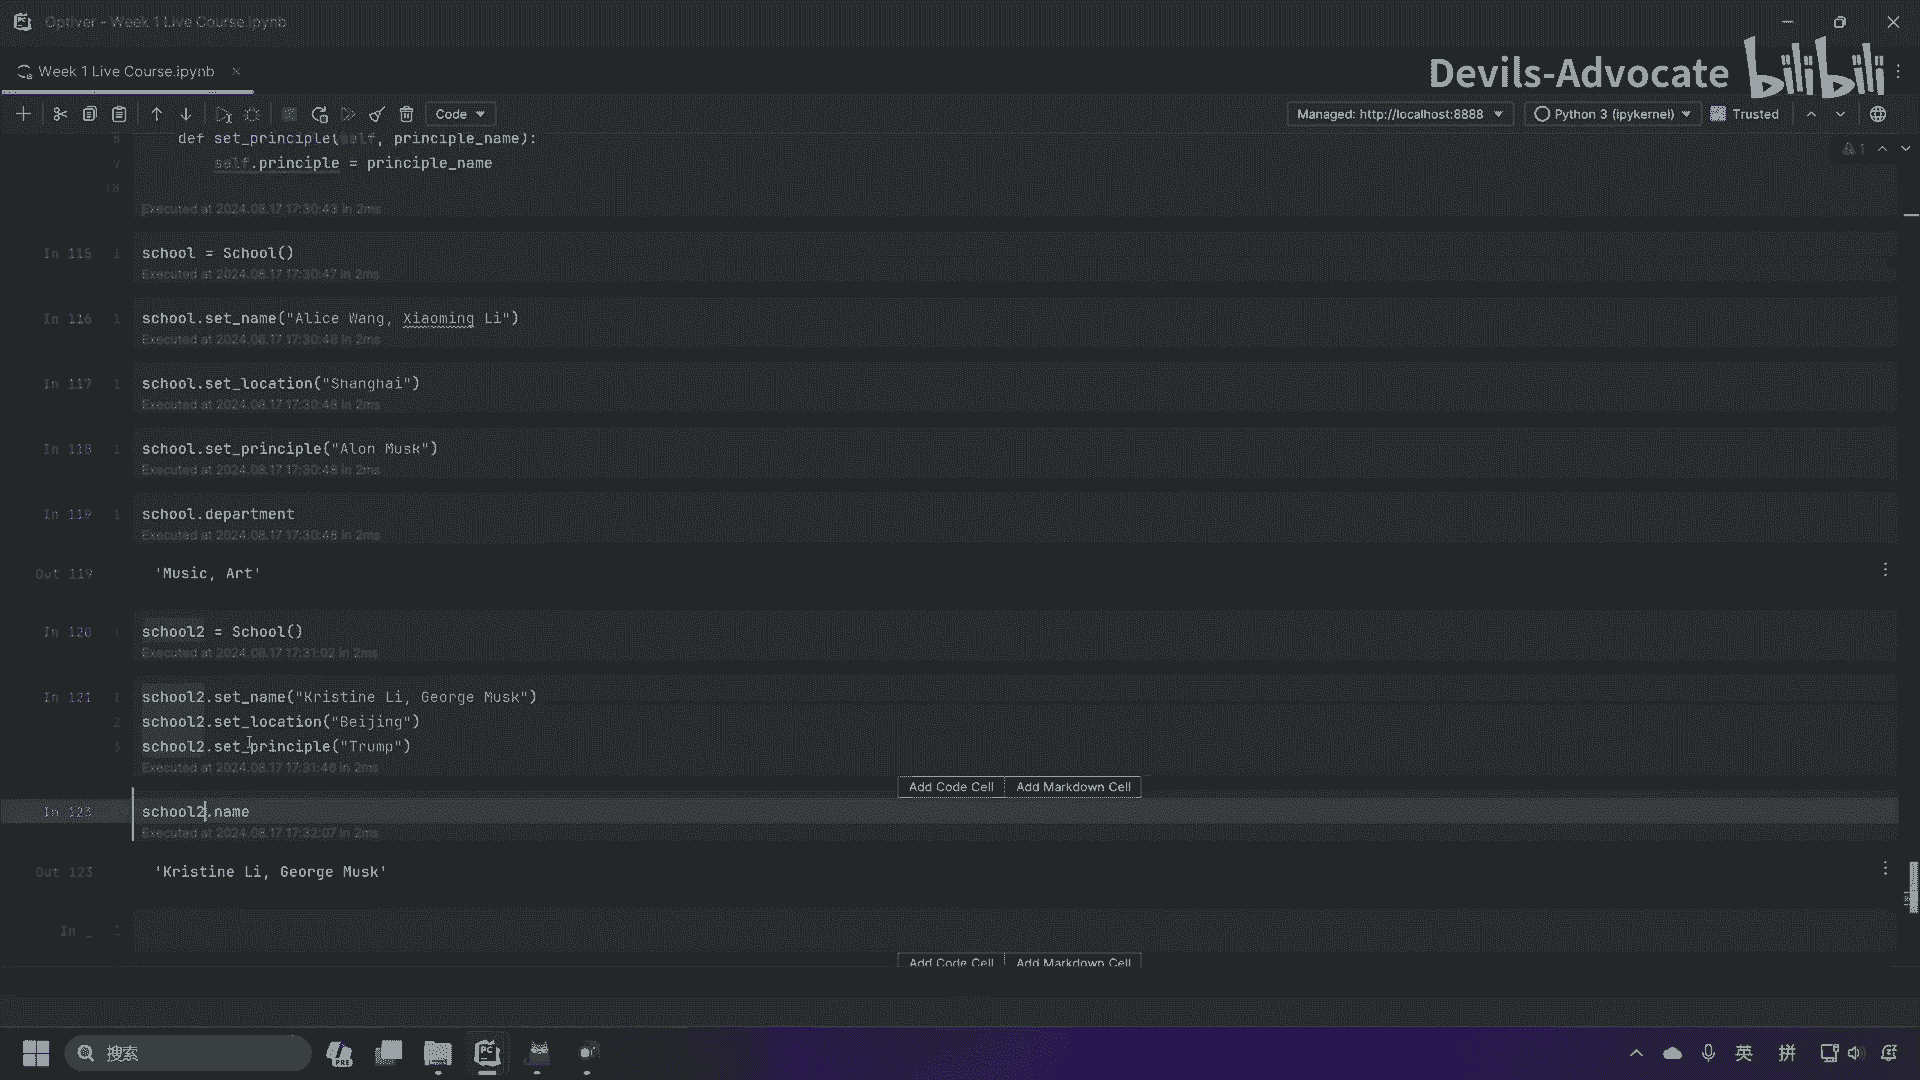 Optiver - Week 1 Live Course.ipynb
Week 1 Live Course.ipynb
Devils-Advocate bilibili
Code
Managed: http://localhost:8888
Python 3 (ipykernel)
Trusted
6 def set_principle(self, principle_name):
1
7 self.principle = principle_name
18
Executed at 2024.08.17 17:30:43 in 2ms
In 115 1 school = School()
Executed at 2024.08.17 17:30:47 in 2ms
In 116 1 school.set_name("Alice Wang, Xiaoming Li")
Executed at 2024.08.17 17:30:48 in 2ms
In 117 1 school.set_location("Shanghai")
Executed at 2024.08.17 17:30:48 in 2ms
In 118 1 school.set_principle("Alon Musk")
Executed at 2024.08.17 17:30:48 in 2ms
In 119 1 school.department
Executed at 2024.08.17 17:30:48 in 2ms
Out 119 'Music, Art'
In 120 1 school2 = School()
Executed at 2024.08.17 17:31:02 in 2ms
In 121 1 school2.set_name("Kristine Li, George Musk")
2 school2.set_location("Beijing")
3 school2.set_principle("Trump")
Executed at 2024.08.17 17:31:46 in 2ms
Add Code Cell Add Markdown Cell
In 123 school2.name
Executed at 2024.08.17 17:32:07 in 2ms
Out 123 'Kristine Li, George Musk'
In _ 1
Add Code Cell Add Markdown Cell
搜索
PRE
PC
英
拼